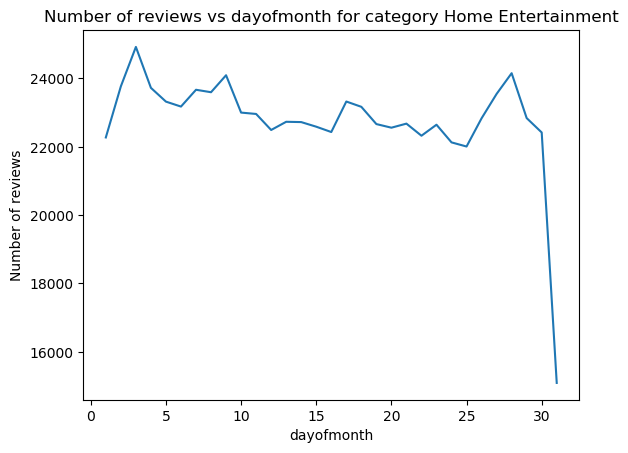 Number of reviews vs dayofmonth for category Home Entertainment
24000
22000
20000
18000
16000
Number of reviews
0 5 10 15 20 25 30
dayofmonth